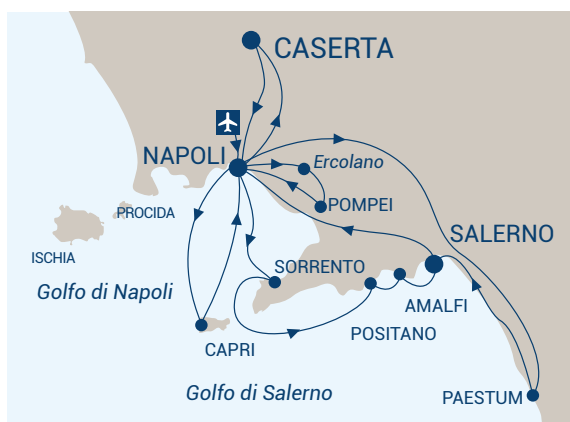 CASERTA
NAPOLI
Ercolano
POMPEI
PROCIDA
SALERNO
ISCHIA
SORRENTO
Golfo di Napoli
AMALFI
POSITANO
CAPRI
Golfo di Salerno
PAESTUM